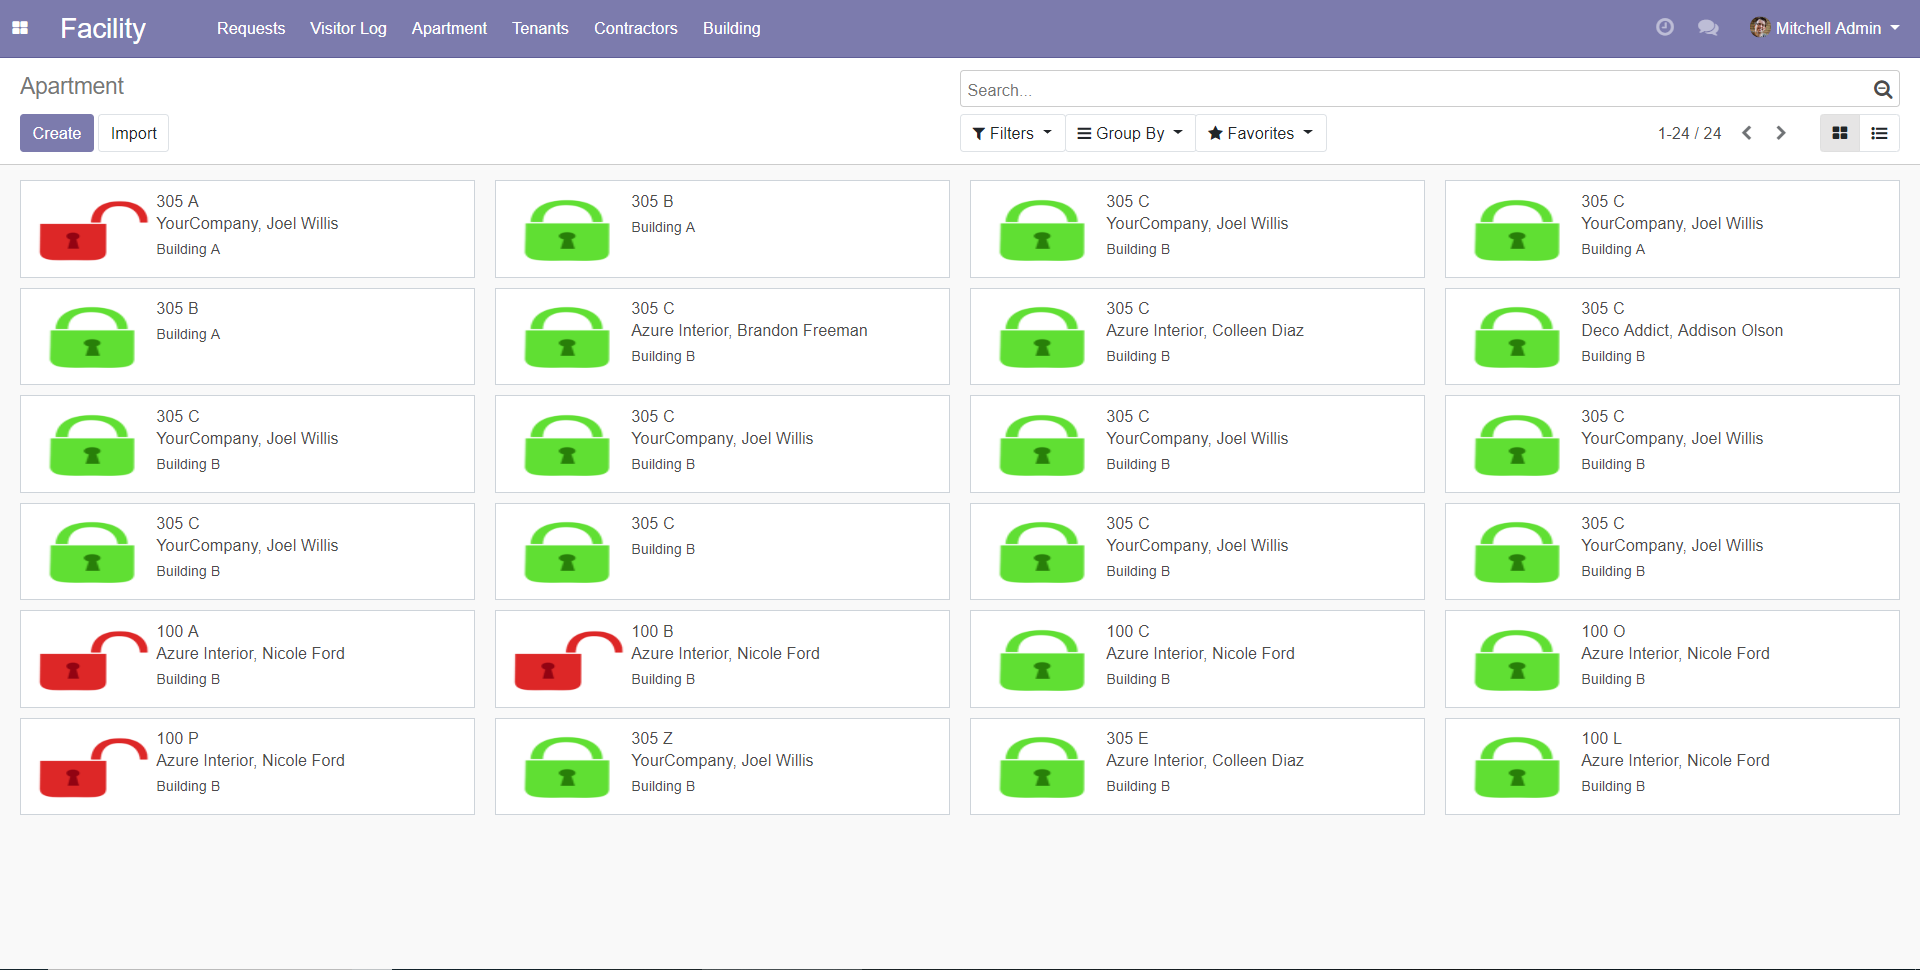 Facility Requests Visitor Log Apartment Tenants Contractors Building Mitchell Admin
Apartment
Search...
Create Import Filters Group By Favorites 1-24 / 24
305 A
YourCompany, Joel Willis
Building A
305 B
Building A
305 C
YourCompany, Joel Willis
Building B
305 C
YourCompany, Joel Willis
Building A
305 B
Building A
305 C
Azure Interior, Brandon Freeman
Building B
305 C
Azure Interior, Colleen Diaz
Building B
305 C
Deco Addict, Addison Olson
Building B
305 C
YourCompany, Joel Willis
Building B
305 C
YourCompany, Joel Willis
Building B
305 C
YourCompany, Joel Willis
Building B
305 C
YourCompany, Joel Willis
Building B
305 C
YourCompany, Joel Willis
Building B
305 C
Building B
305 C
YourCompany, Joel Willis
Building B
305 C
YourCompany, Joel Willis
Building B
100 A
Azure Interior, Nicole Ford
Building B
100 B
Azure Interior, Nicole Ford
Building B
100 C
Azure Interior, Nicole Ford
Building B
100 O
Azure Interior, Nicole Ford
Building B
100 P
Azure Interior, Nicole Ford
Building B
305 Z
YourCompany, Joel Willis
Building B
305 E
Azure Interior, Colleen Diaz
Building B
100 L
Azure Interior, Nicole Ford
Building B